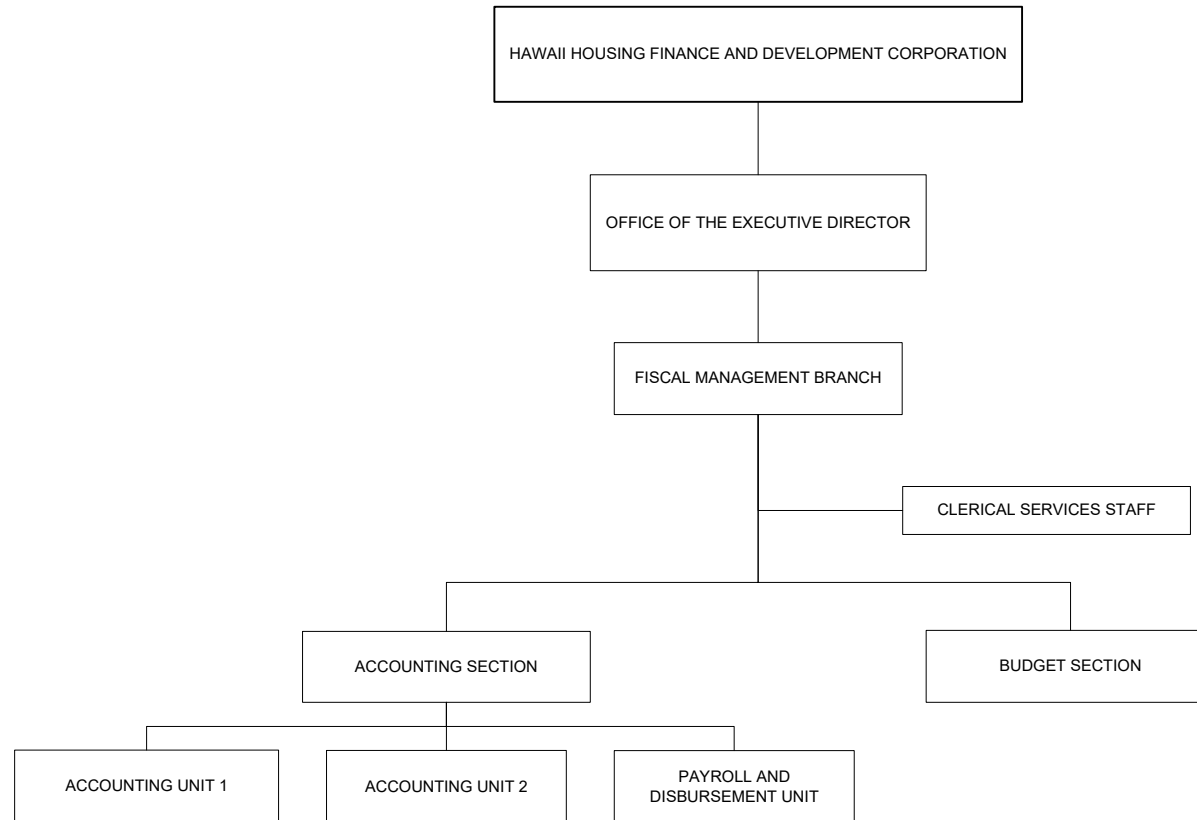 HAWAII HOUSING FINANCE AND DEVELOPMENT CORPORATION
OFFICE OF THE EXECUTIVE DIRECTOR
FISCAL MANAGEMENT BRANCH
CLERICAL SERVICES STAFF
ACCOUNTING SECTION
BUDGET SECTION
ACCOUNTING UNIT 1
ACCOUNTING UNIT 2
PAYROLL AND
DISBURSEMENT UNIT